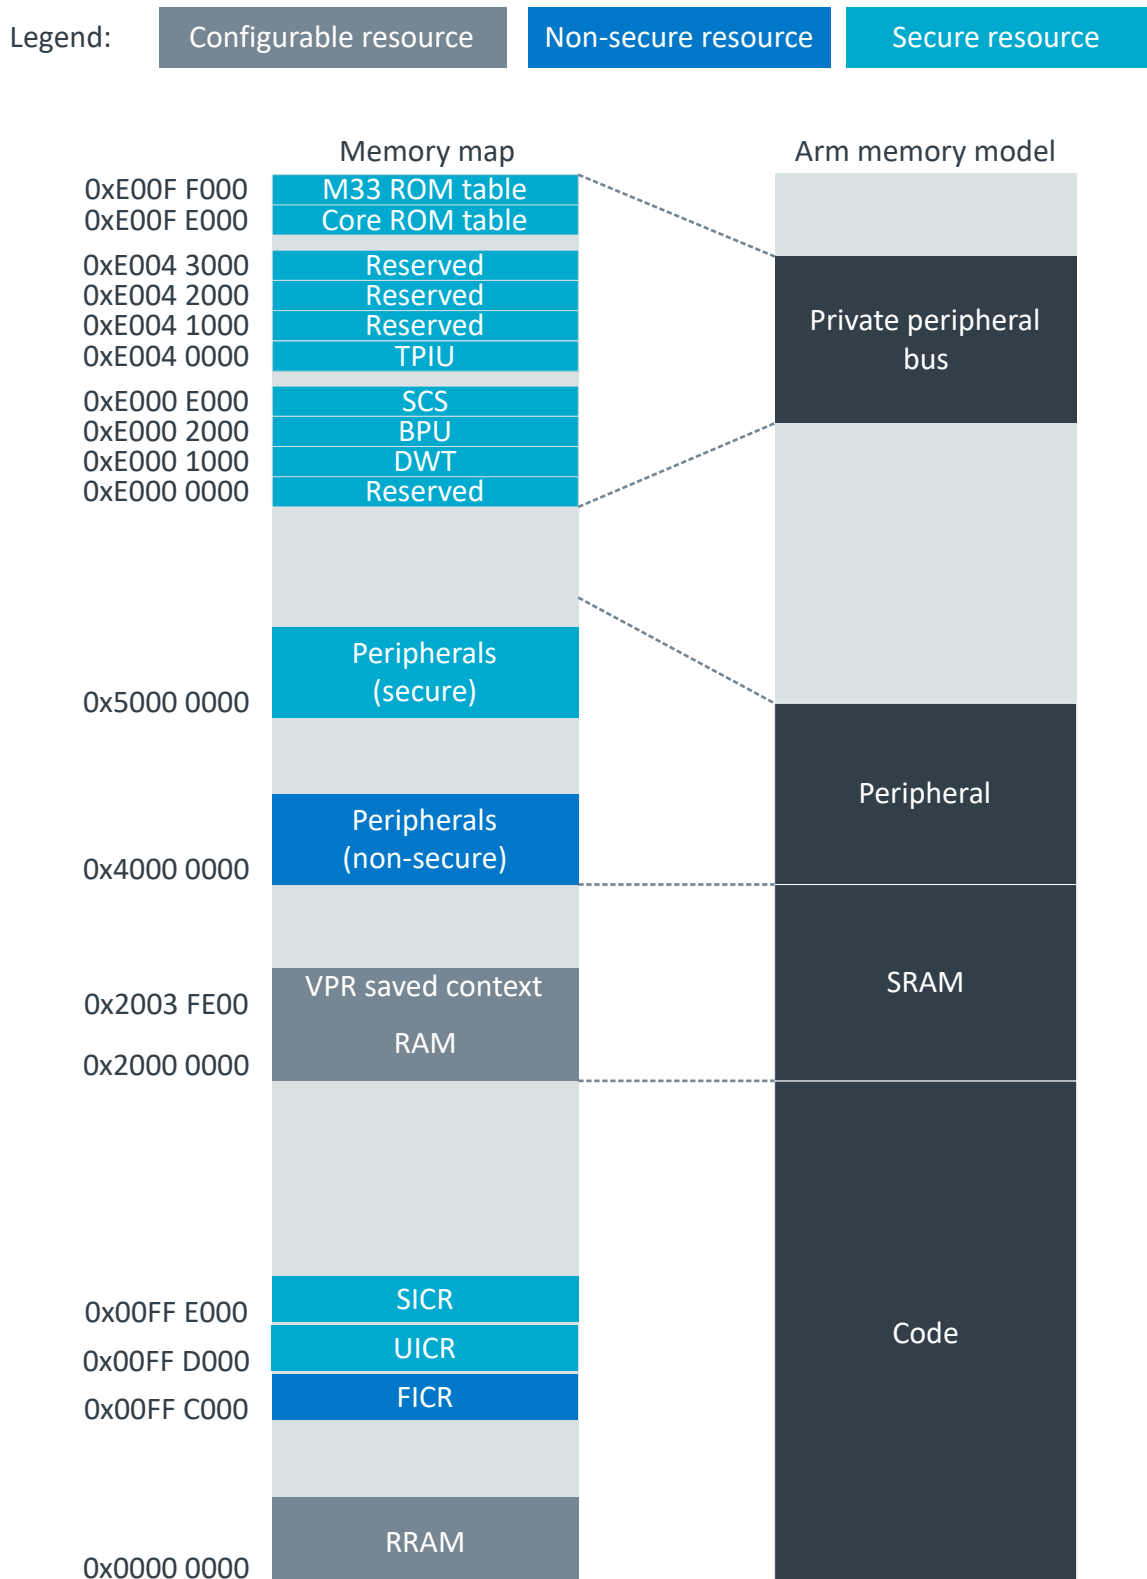 Legend: Configurable resource Non-secure resource Secure resource
Memory map Arm memory model
0xE00F F000 M33 ROM table
0xE00F E000 Core ROM table
0xE004 3000 Reserved
0xE004 2000 Reserved
0xE004 1000 Reserved
Private peripheral
bus
0xE004 0000 TPIU
0xE000 E000 SCS
0xE000 2000 BPU
0xE000 1000 DWT
0xE000 0000 Reserved
Peripherals
(secure)
0x5000 0000
Peripheral
Peripherals
(non-secure)
0x4000 0000
VPR saved context
SRAM
0x2003 FE00
RAM
0x2000 0000
SICR
0x00FF E000
Code
UICR
0x00FF D000
FICR
0x00FF C000
RRAM
0x0000 0000